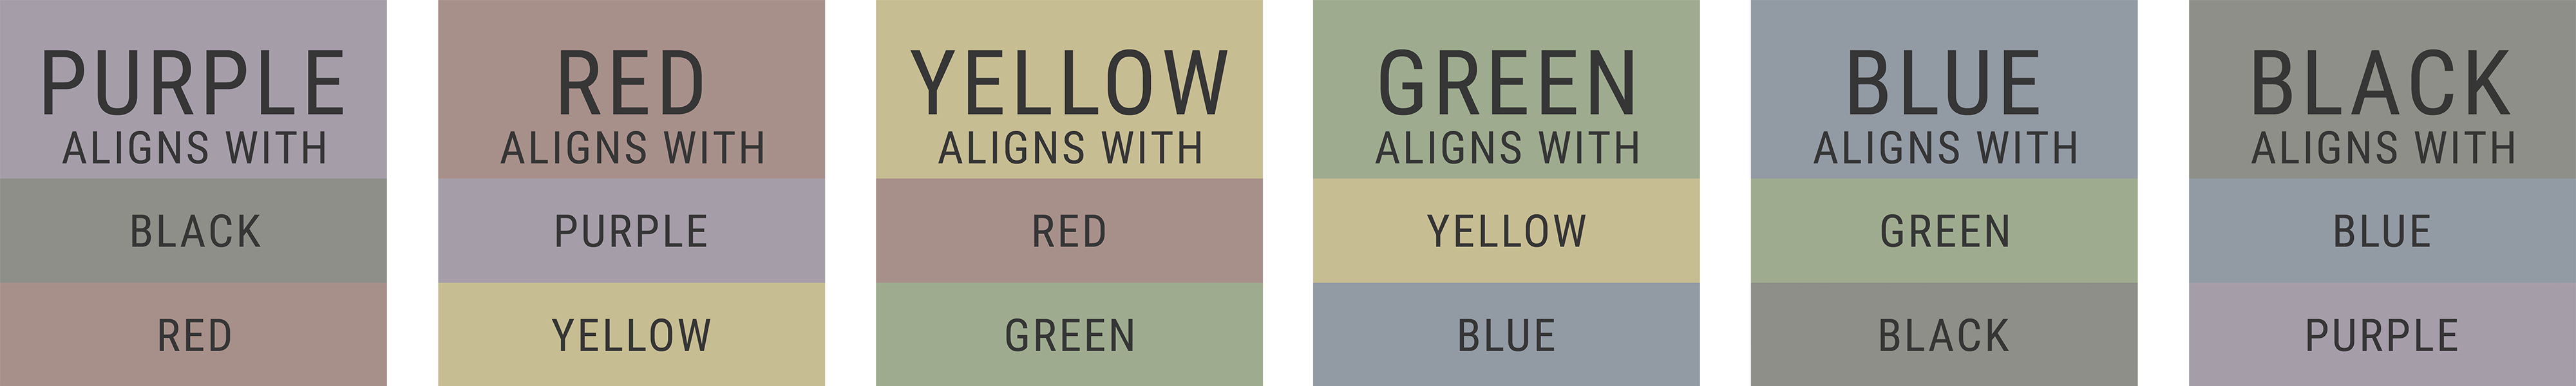 PURPLE
ALIGNS WITH
BLACK
RED
RED
ALIGNS WITH
PURPLE
YELLOW
YELLOW
ALIGNS WITH
RED
GREEN
GREEN
ALIGNS WITH
YELLOW
BLUE
BLUE
ALIGNS WITH
GREEN
BLACK
BLACK
ALIGNS WITH
BLUE
PURPLE